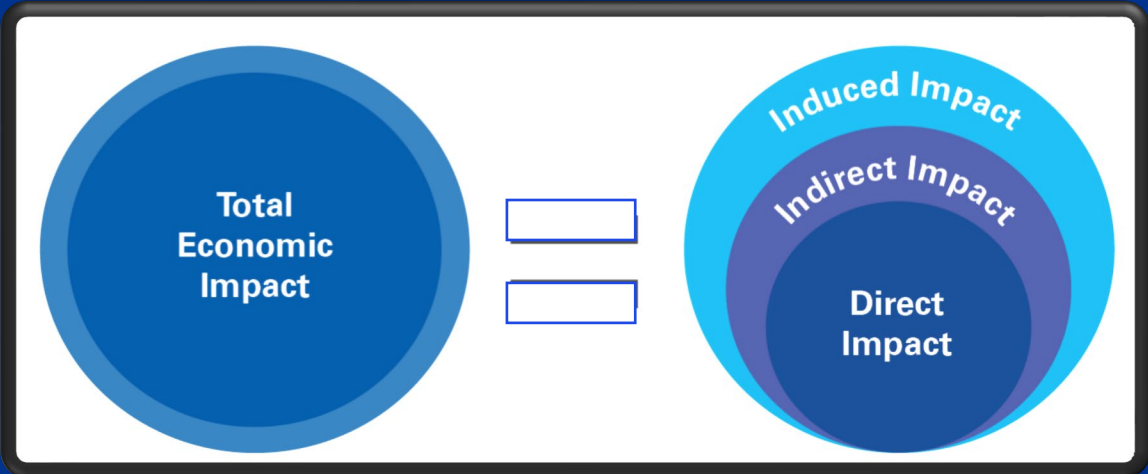 Total
Economic
Impact
Induced Impact
Indirect Impact
Direct
Impact